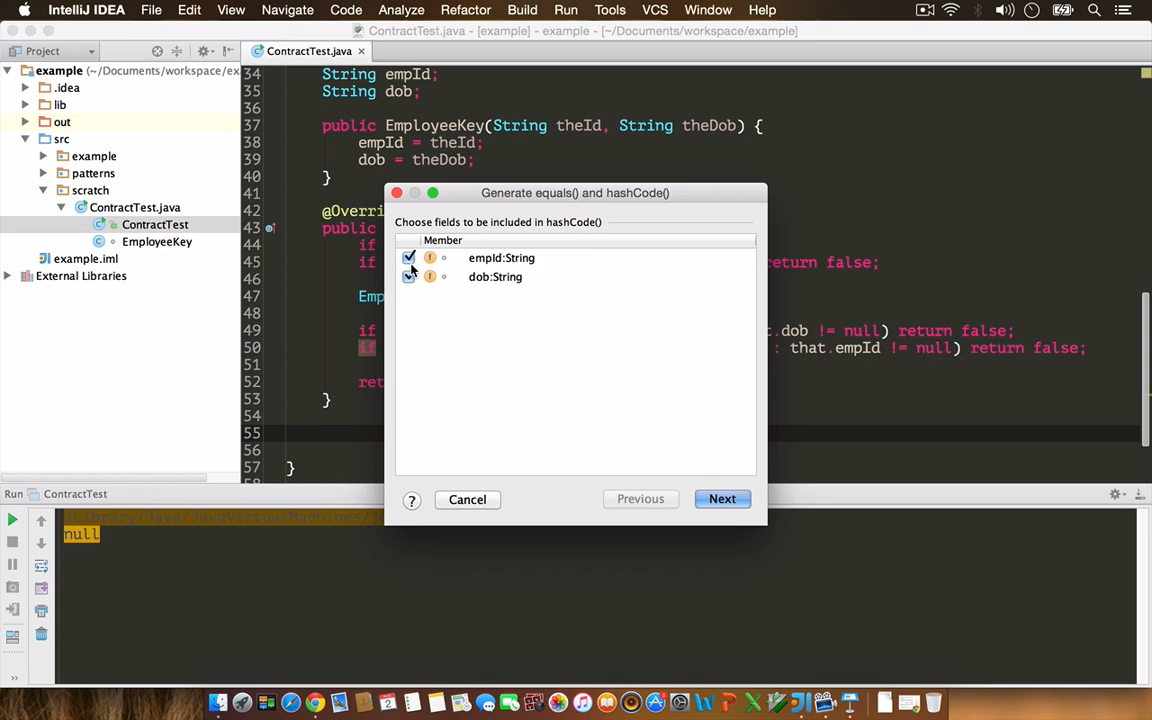 IntelliJ IDEA File Edit View Navigate Code Analyze Refactor Build Run Tools VCS Window Help
ContractTest.java - [example] - example - [~/Documents/workspace/example]
Project
ContractTest.java
example (~/Documents/workspace/ex
.idea
lib
out
src
example
patterns
scratch
ContractTest.java
ContractTest
EmployeeKey
example.iml
External Libraries
34 String empId;
35 String dob;
36
37 public EmployeeKey(String theId, String theDob) {
38 empId = theId;
39 dob = theDob;
40 }
41
42 @Overri
43 public
44 if
45 if return false;
46
47 Emp
48
49 if t.dob != null) return false;
50 if : that.empId != null) return false;
51
52 ret
53 }
54
55
56
57 }
58
Generate equals() and hashCode()
Choose fields to be included in hashCode()
Member
f empId:String
f dob:String
? Cancel Previous Next
Run ContractTest
/Library/Java/JavaVirtualMachines/j
null